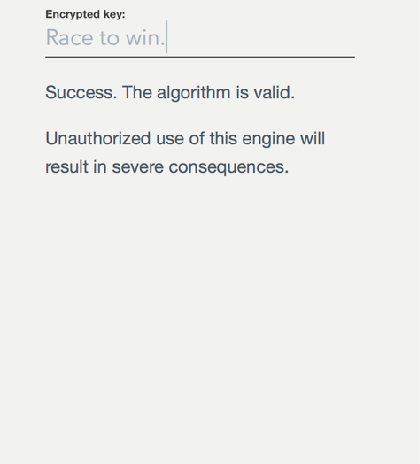 Encrypted key:
Race to win.
Success. The algorithm is valid.
Unauthorized use of this engine will
result in severe consequences.